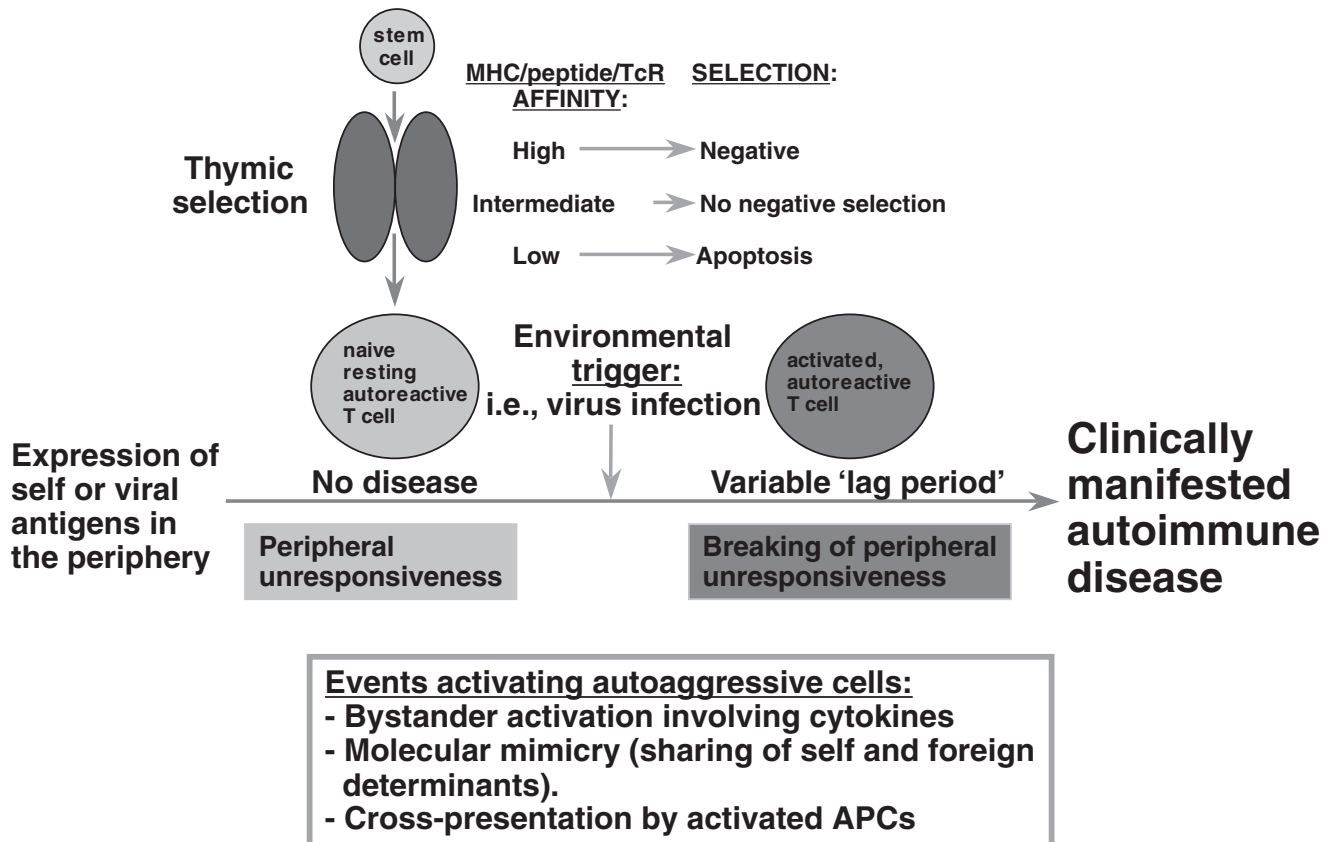 stem
cell
MHC/peptide/TcR SELECTION:
AFFINITY:
High Negative
Thymic
selection
Intermediate No negative selection
Low Apoptosis
naive
resting
autoreactive
T cell
Environmental
trigger:
i.e., virus infection
activated,
autoreactive
T cell
Expression of
self or viral
antigens in
the periphery
No disease
Variable ‘lag period’
Clinically
manifested
autoimmune
disease
Peripheral
unresponsiveness
Breaking of peripheral
unresponsiveness
Events activating autoaggressive cells:
- Bystander activation involving cytokines
- Molecular mimicry (sharing of self and foreign
determinants).
- Cross-presentation by activated APCs